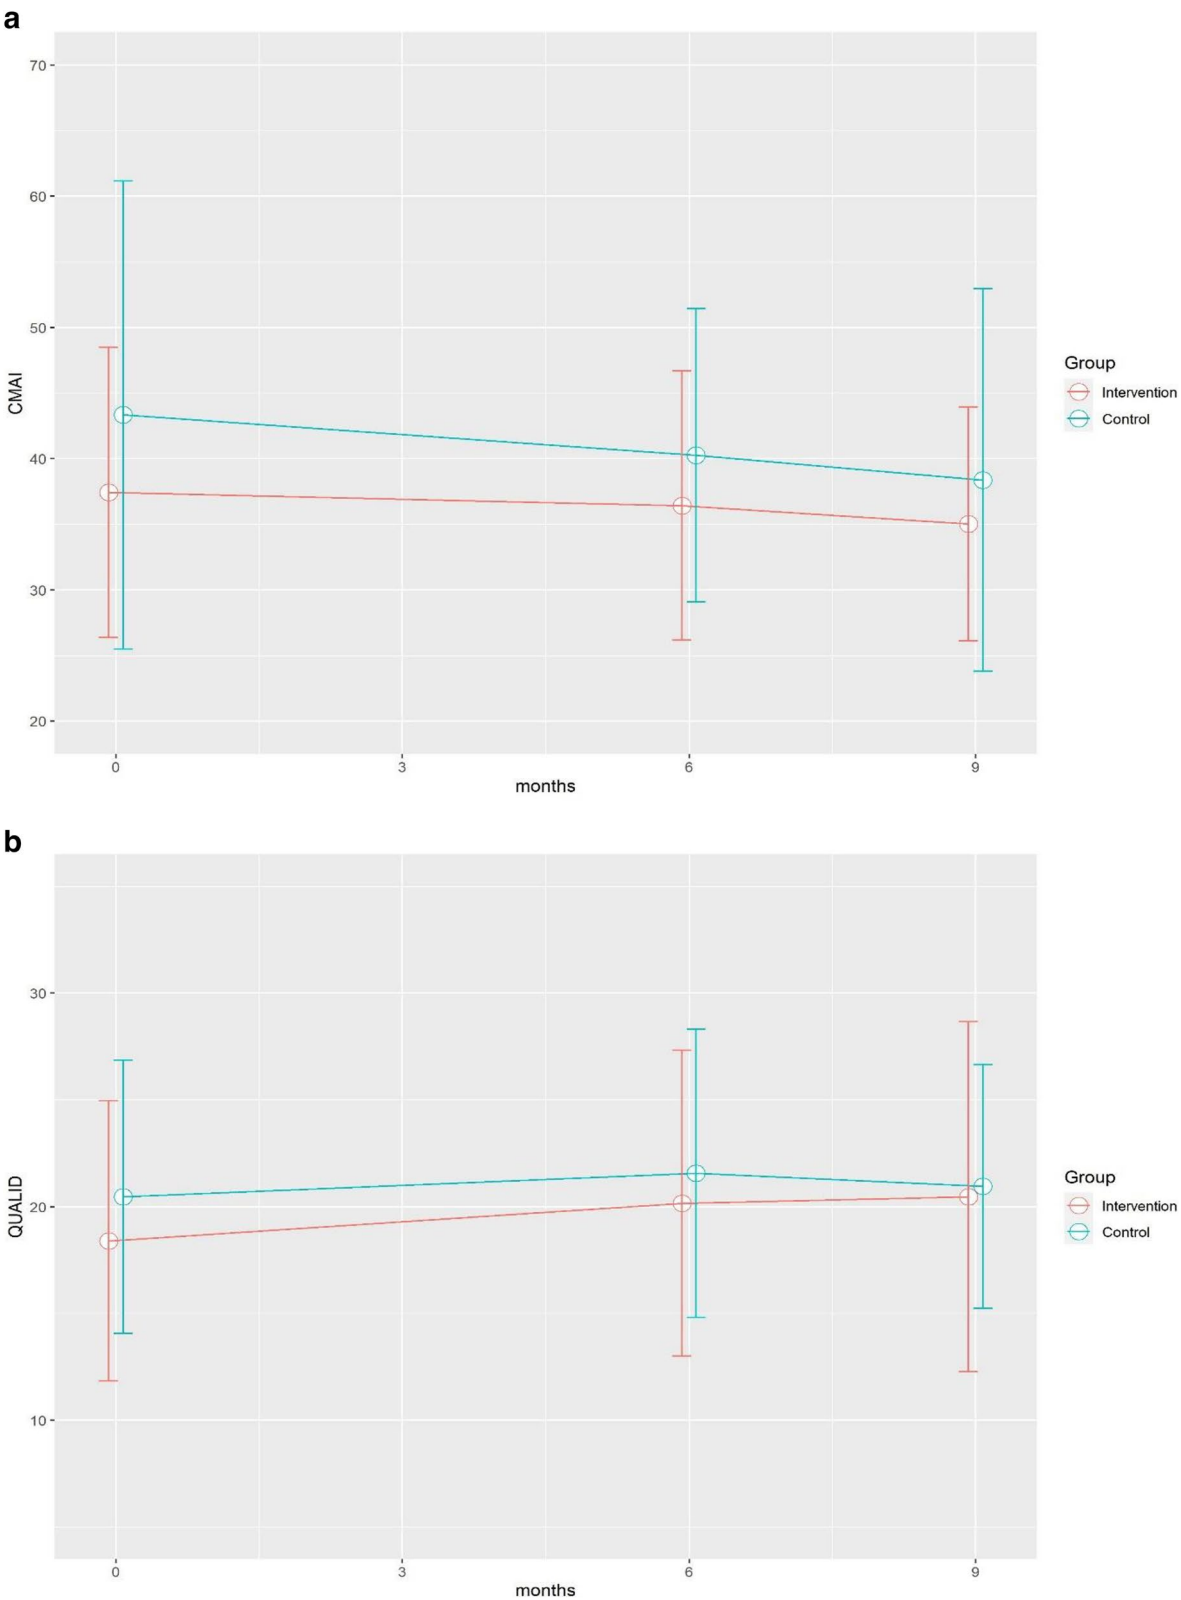 a
70
60
50
40
30
20
CMAI
0 3 6 9
months
Group
Intervention
Control
b
30
20
10
QUALID
0 3 6 9
months
Group
Intervention
Control